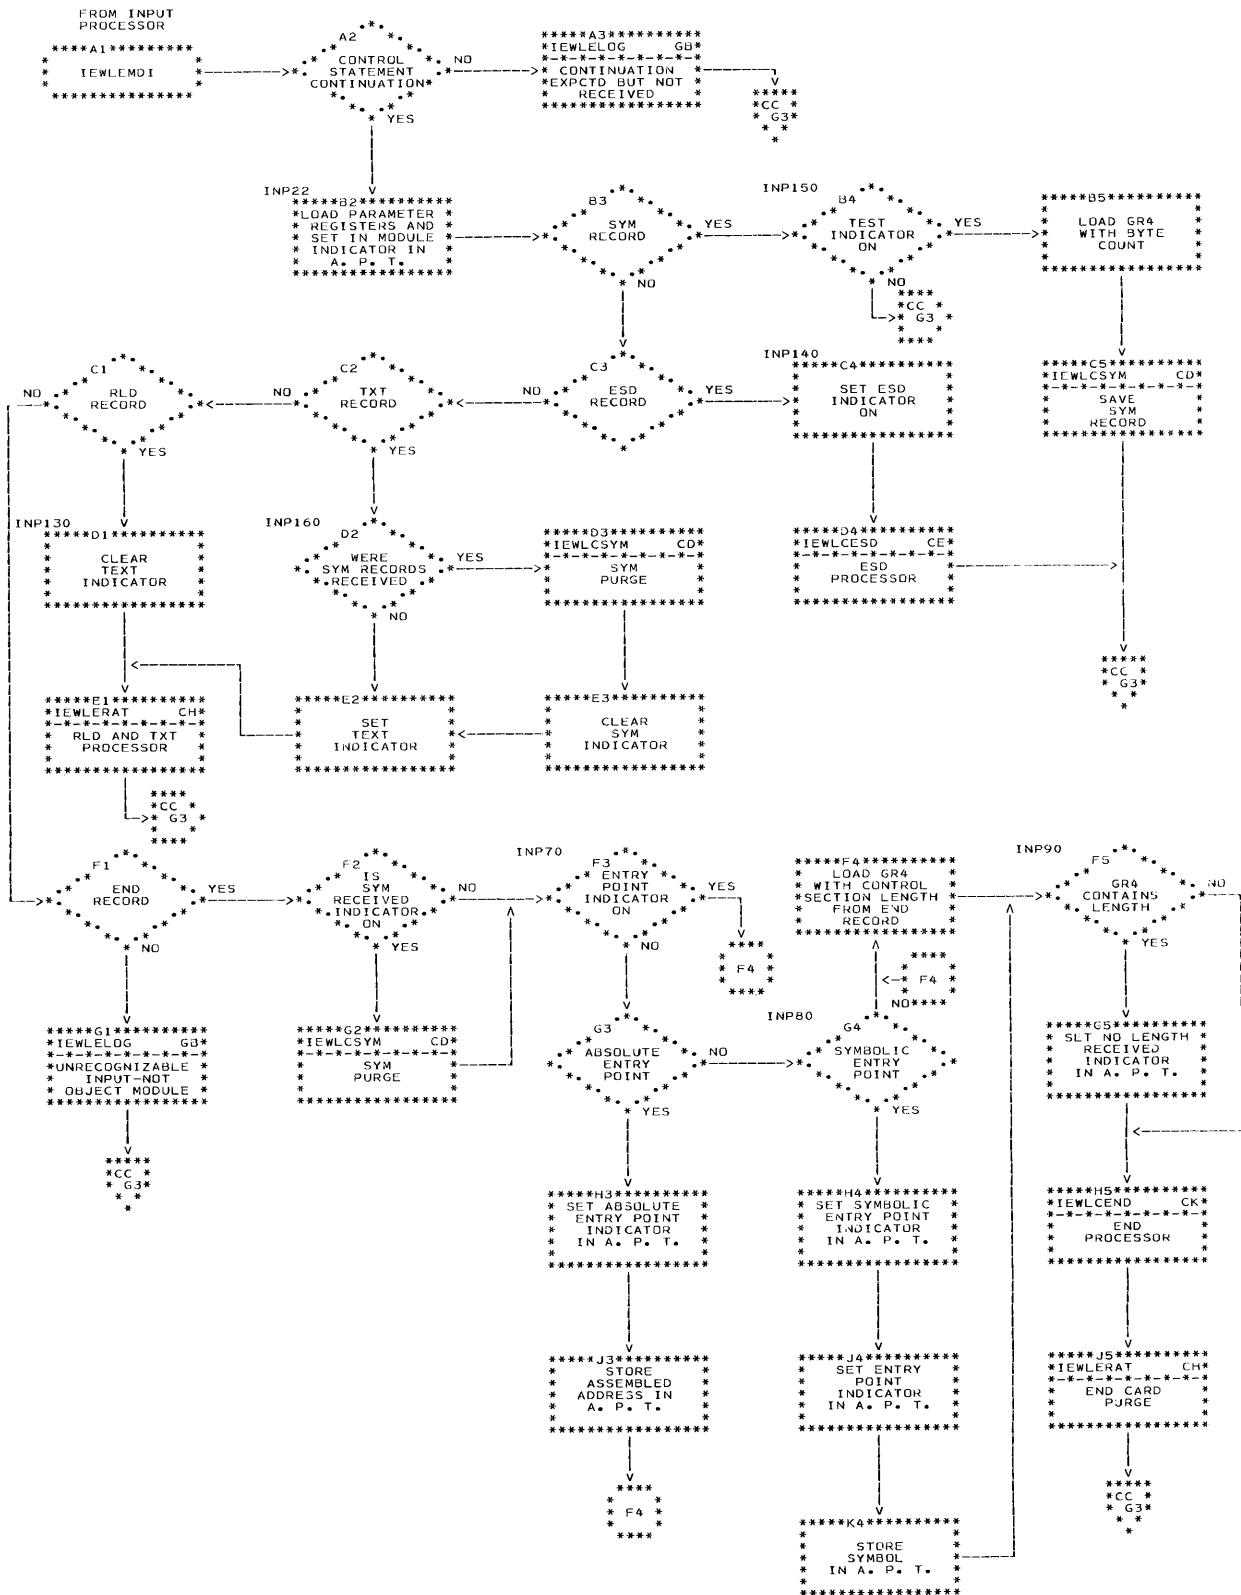 FROM INPUT
PROCESSOR
A1
IEWLEMDI
A2
CONTROL
STATEMENT
CONTINUATION
NO
YES
A3
IEWLELOG GB
CONTINUATION
EXPCTD BUT NOT
RECEIVED
CC
G3
INP22
B2
LOAD PARAMETER
REGISTERS AND
SET IN MODULE
INDICATOR IN
A. P. T.
B3
SYM
RECORD
YES
NO
INP150
B4
TEST
INDICATOR
ON
YES
NO
CC
G3
B5
LOAD GR4
WITH BYTE
COUNT
C1
RLD
RECORD
NO
YES
C2
TXT
RECORD
NO
YES
C3
ESD
RECORD
NO
YES
INP140
C4
SET ESD
INDICATOR
ON
C5
IEWLCSYM CD
SAVE
SYM
RECORD
INP130
D1
CLEAR
TEXT
INDICATOR
INP160
D2
WERE
SYM RECORDS
RECEIVED
YES
NO
D3
IEWLCSYM CD
SYM
PURGE
D4
IEWLCESD CE
ESD
PROCESSOR
CC
G3
E1
IEWLERAT CH
RLD AND TXT
PROCESSOR
CC
G3
E2
SET
TEXT
INDICATOR
E3
CLEAR
SYM
INDICATOR
F1
END
RECORD
YES
NO
F2
IS
SYM
RECEIVED
INDICATOR
ON
NO
YES
INP70
F3
ENTRY
POINT
INDICATOR
ON
YES
NO
F4
F4
LOAD GR4
WITH CONTROL
SECTION LENGTH
FROM END
RECORD
F4
INP90
F5
GR4
CONTAINS
LENGTH
NO
YES
G1
IEWLELOG GB
UNRECOGNIZABLE
INPUT-NOT
OBJECT MODULE
CC
G3
G2
IEWLCSYM CD
SYM
PURGE
G3
ABSOLUTE
ENTRY
POINT
NO
YES
INP80
G4
SYMBOLIC
ENTRY
POINT
NO
YES
G5
SET NO LENGTH
RECEIVED
INDICATOR
IN A. P. T.
H3
SET ABSOLUTE
ENTRY POINT
INDICATOR
IN A. P. T.
H4
SET SYMBOLIC
ENTRY POINT
INDICATOR
IN A. P. T.
H5
IEWLCEND CK
END
PROCESSOR
J3
STORE
ASSEMBLED
ADDRESS IN
A. P. T.
F4
J4
SET ENTRY
POINT
INDICATOR
IN A. P. T.
J5
IEWLERAT CH
END CARD
PURGE
CC
G3
K4
STORE
SYMBOL
IN A. P. T.